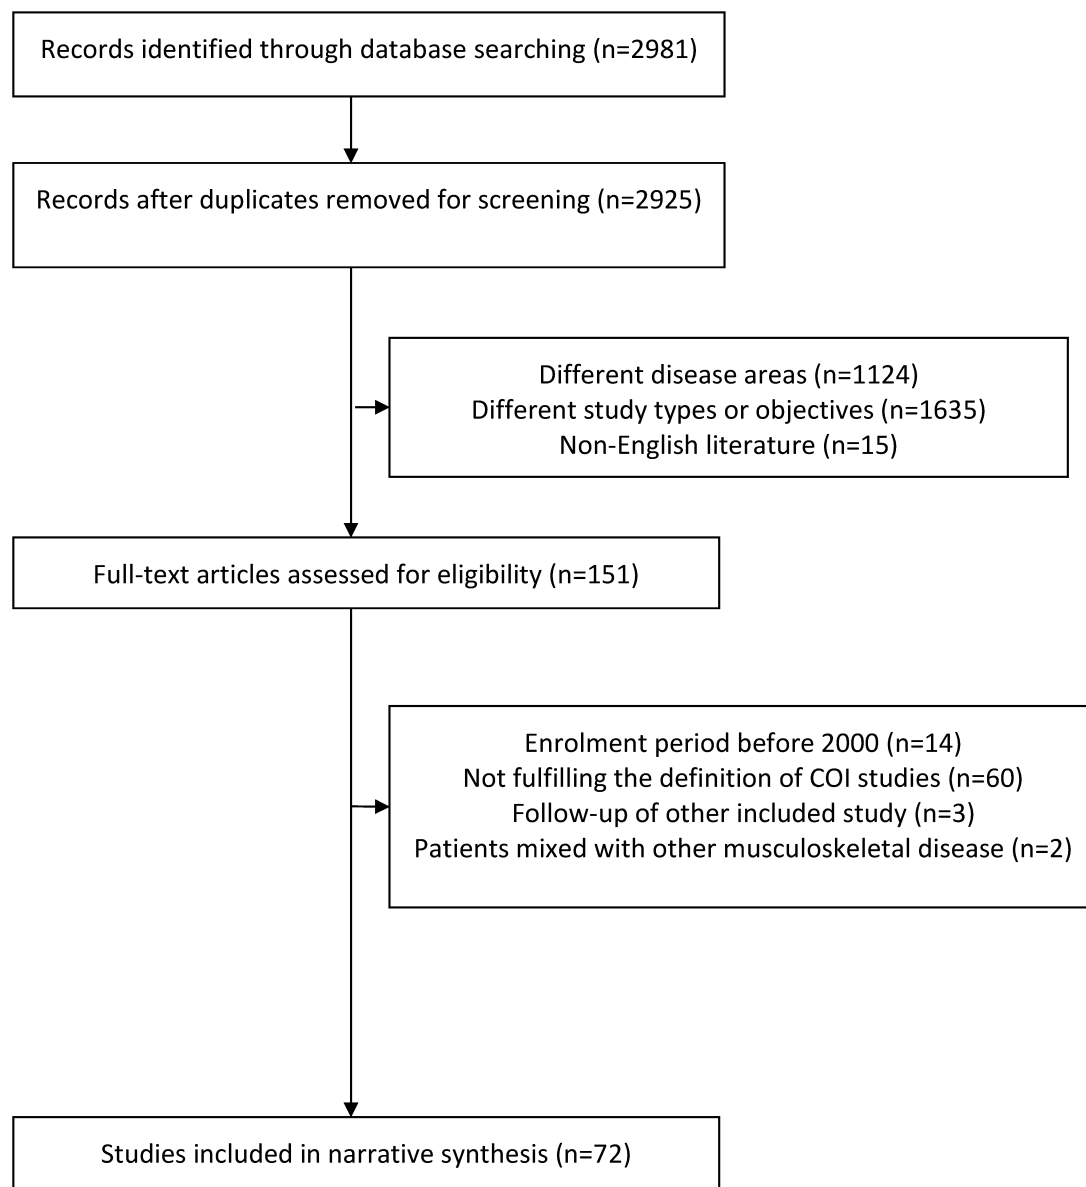 Records identified through database searching (n=2981)
Records after duplicates removed for screening (n=2925)
Different disease areas (n=1124)
Different study types or objectives (n=1635)
Non-English literature (n=15)
Full-text articles assessed for eligibility (n=151)
Enrolment period before 2000 (n=14)
Not fulfilling the definition of COI studies (n=60)
Follow-up of other included study (n=3)
Patients mixed with other musculoskeletal disease (n=2)
Studies included in narrative synthesis (n=72)